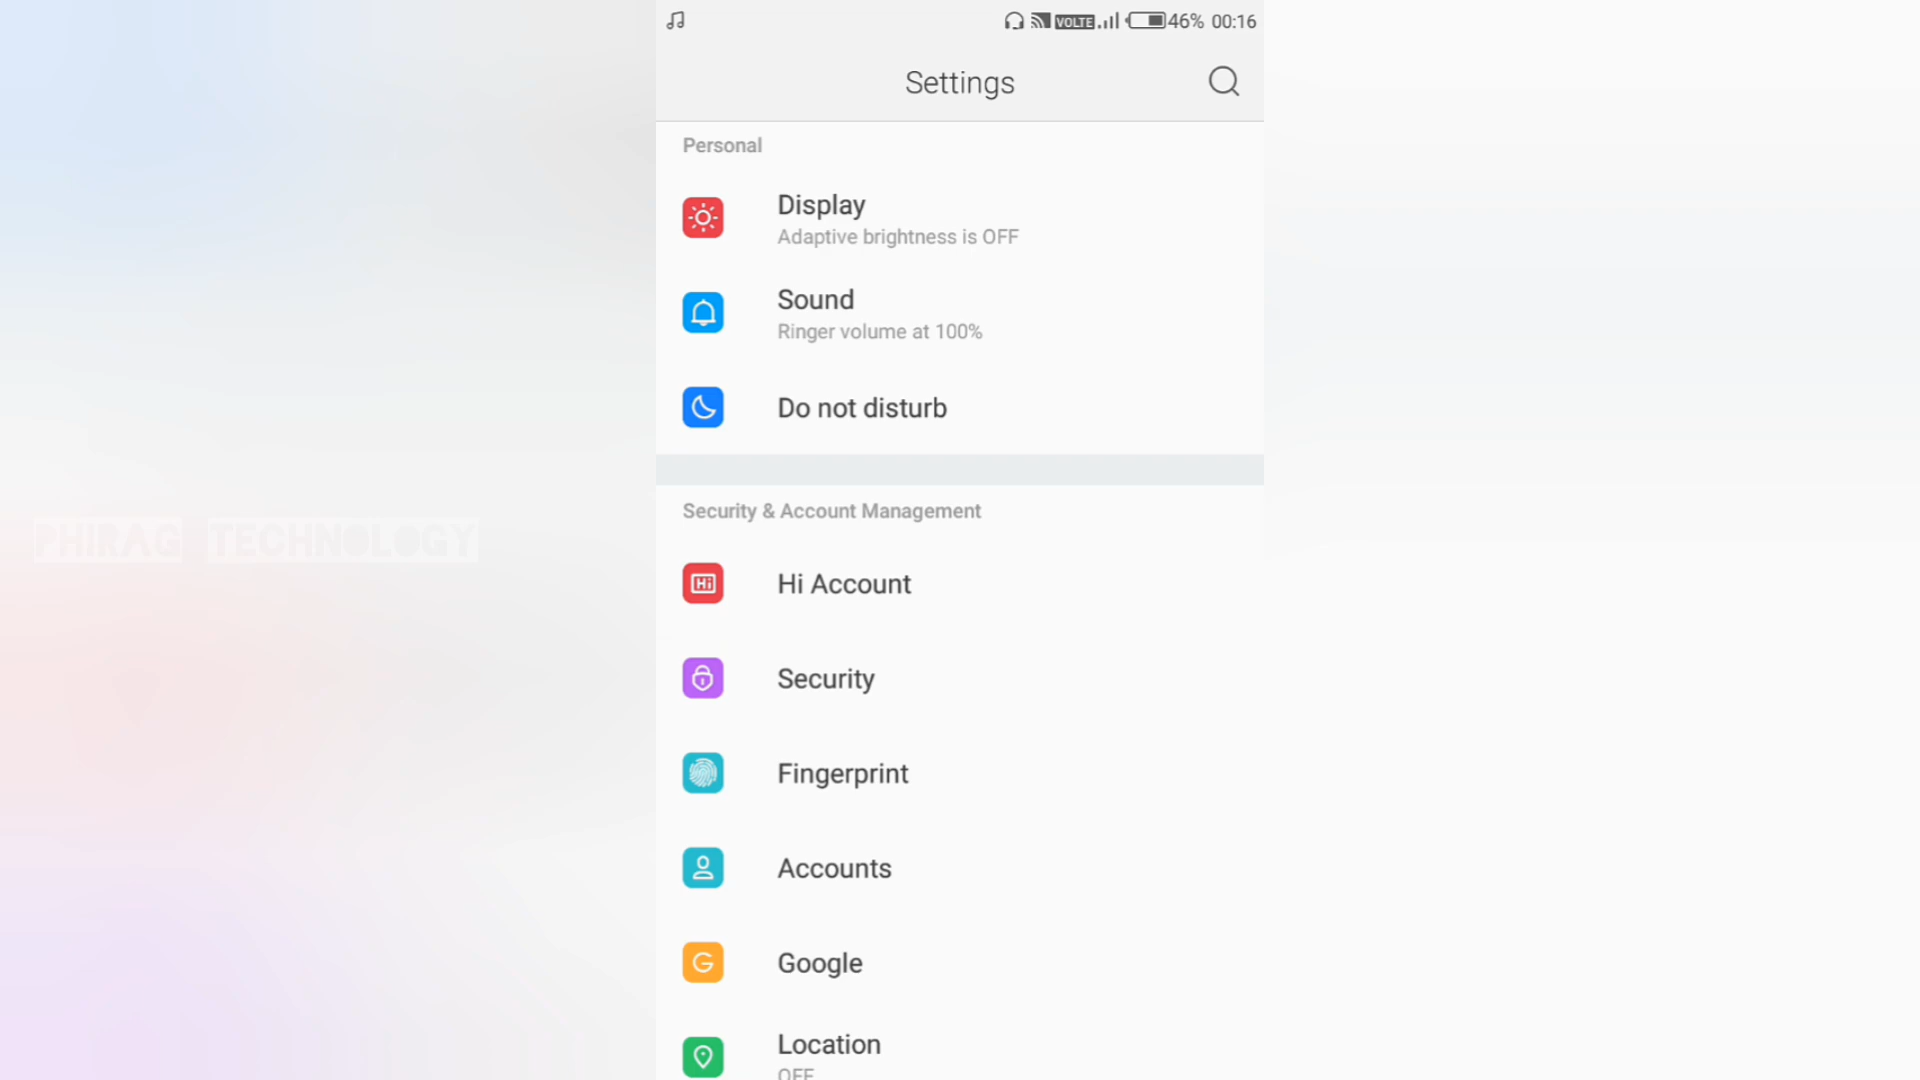 VOLTE 46% 00:16
Settings
Personal
Display
Adaptive brightness is OFF
Sound
Ringer volume at 100%
Do not disturb
Security & Account Management
PHIRAG TECHNOLOGY
Hi Account
Security
Fingerprint
Accounts
G Google
Location
OFF